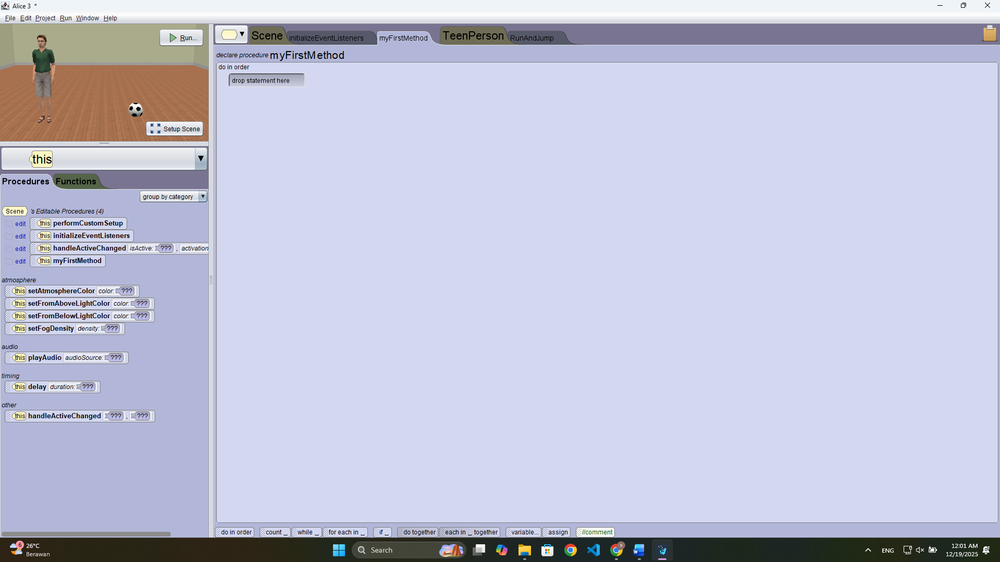 Alice 3 *
File Edit Project Run Window Help
Run...
Setup Scene
this
Procedures Functions
group by category
Scene 's Editable Procedures (4)
edit this performCustomSetup
edit this initializeEventListeners
edit this handleActiveChanged isActive: ??? , activation
edit this myFirstMethod
atmosphere
this setAtmosphereColor color: ???
this setFromAboveLightColor color: ???
this setFromBelowLightColor color: ???
this setFogDensity density: ???
audio
this playAudio audioSource: ???
timing
this delay duration: ???
other
this handleActiveChanged ??? , ???
Scene initializeEventListeners myFirstMethod TeenPerson RunAndJump
declare procedure myFirstMethod
do in order
drop statement here
do in order count _ while _ for each in _ if _ do together each in _ together variable... assign //comment
6 26°C
Berawan
Search
S
W
ENG
12:01 AM
12/19/2025